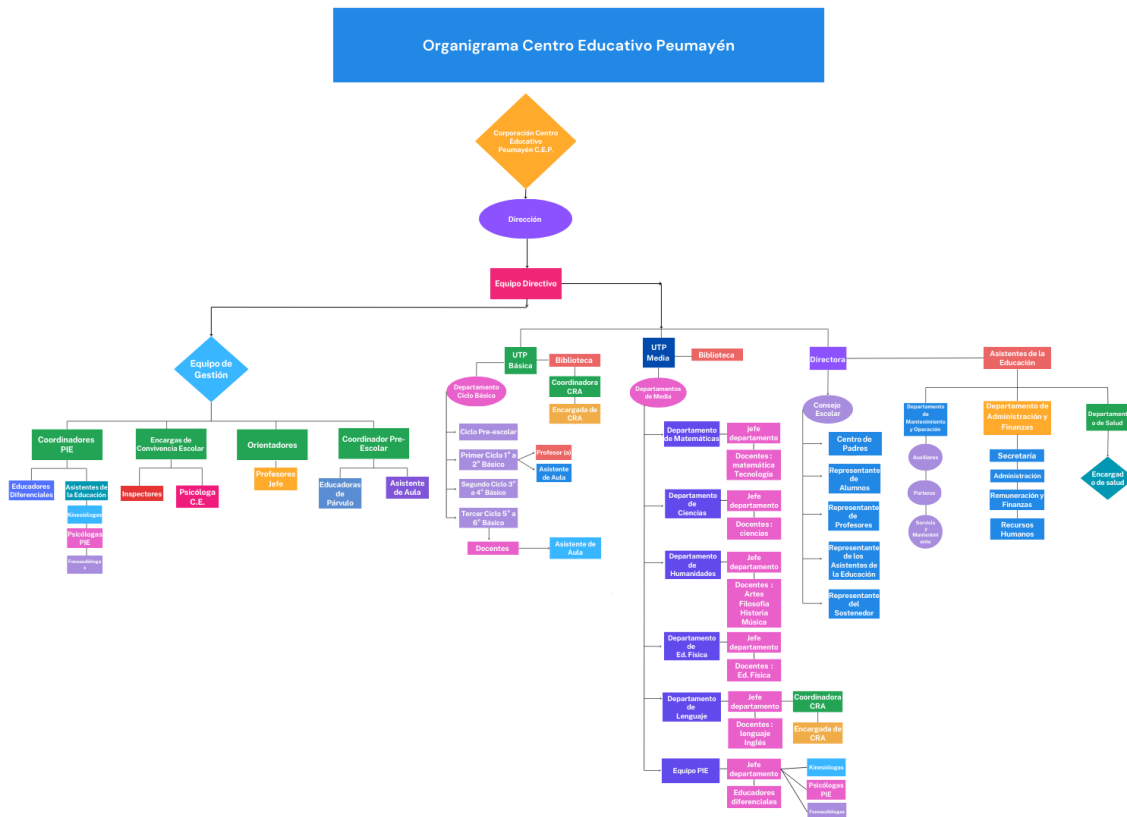 Organigrama Centro Educativo Peumayén
Corporación Centro
Educativo
Peumayén C.E.P.
Dirección
Equipo Directivo
Equipo de
Gestión
Coordinadores
PIE
Educadores
Diferenciales
Asistentes de
la Educación
Kinesiólogas
Psicólogas
PIE
Fonoaudióloga
s
Encargas de
Convivencia Escolar
Inspectores
Psicóloga
C.E.
Orientadores
Profesores
Jefe
Coordinador Pre-
Escolar
Educadoras
de
Párvulo
Asistente
de Aula
UTP
Básica
Biblioteca
Coordinadora
CRA
Encargada de
CRA
Departamento
Ciclo Básica
Ciclo Pre-escolar
Primer Ciclo 1° a
2° Básico
Profesor (a)
Asistente
de Aula
Segundo Ciclo 3°
a 4° Básico
Tercer Ciclo 5° a
6° Básico
Docentes
Asistente de
Aula
UTP
Media
Biblioteca
Departamentos
de Media
Departamento
de Matemáticas
jefe
departamento
Docentes:
matemática
Tecnología
Departamento
de
Ciencias
Jefe
departamento
Docentes :
ciencias
Departamento
de
Humanidades
Jefe
departamento
Docentes :
Artes
Filosofia
Historia
Música
Departamento
de
Ed. Física
Jefe
departamento
Docentes :
Ed. Física
Departamento
de
Lenguaje
Jefe
departamento
Docentes :
lenguaje
Inglés
Coordinadora
CRA
Encargada de
CRA
Equipo PIE
Jefe
departamento
Educadores
diferenciales
Kinesiólogas
Psicólogas
PIE
Fonoaudiólogas
Directora
Consejo
Escolar
Centro de
Padres
Representante
de
Alumnos
Representante
de
Profesores
Representante
de los
Asistentes de
la Educación
Representante
del
Sostenedor
Asistentes de la
Educación
Departamento
de
Mantenimiento
y Operación
Auxiliares
Porteros
Servicio
y
Mantenimi
ento
Departamento de
Administración y
Finanzas
Secretaría
Administración
Remuneración y
Finanzas
Recursos
Humanos
Departament
o de Salud
Encargad
o de salud